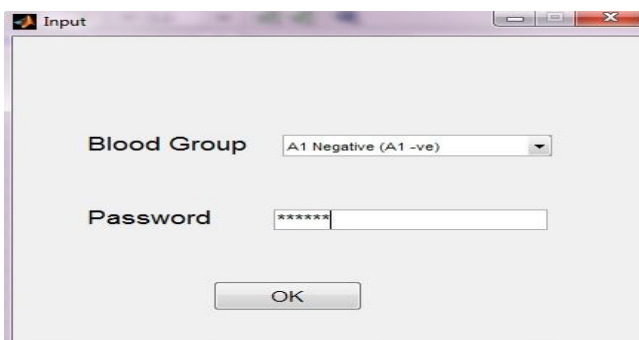 Input
Blood Group A1 Negative (A1 -ve)
Password ******
OK